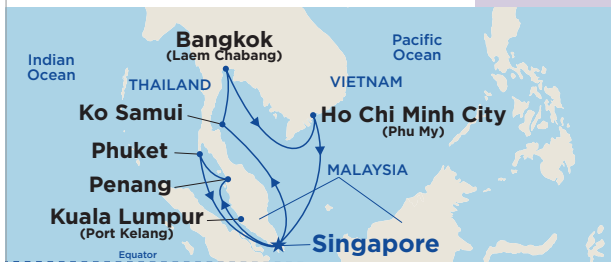 Indian
Ocean
Bangkok
(Laem Chabang)
Pacific
Ocean
THAILAND
VIETNAM
Ko Samui
Ho Chi Minh City
(Phu My)
Phuket
MALAYSIA
Penang
Kuala Lumpur
(Port Kelang)
Equator
Singapore